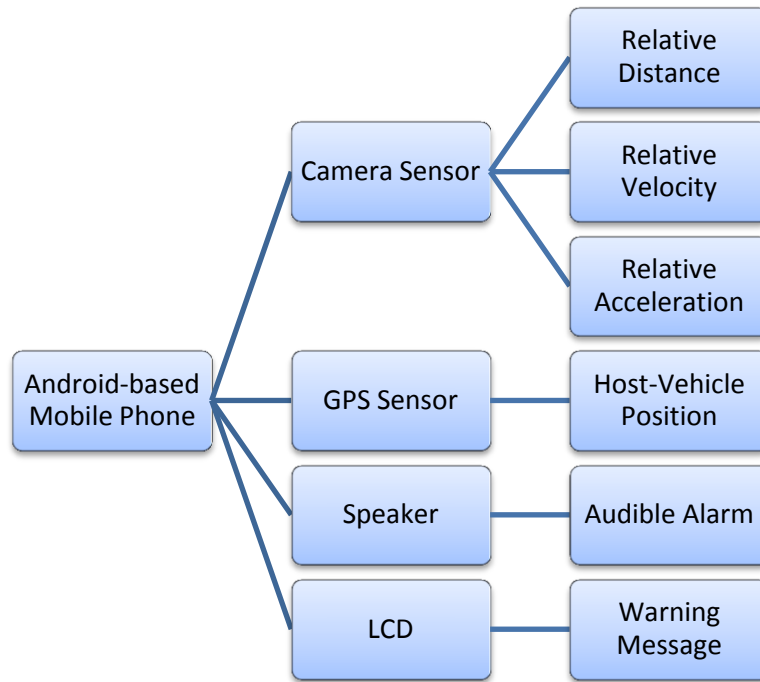 Relative
Distance
Camera Sensor
Relative
Velocity
Relative
Acceleration
Android-based
Mobile Phone
GPS Sensor
Host-Vehicle
Position
Speaker
Audible Alarm
LCD
Warning
Message